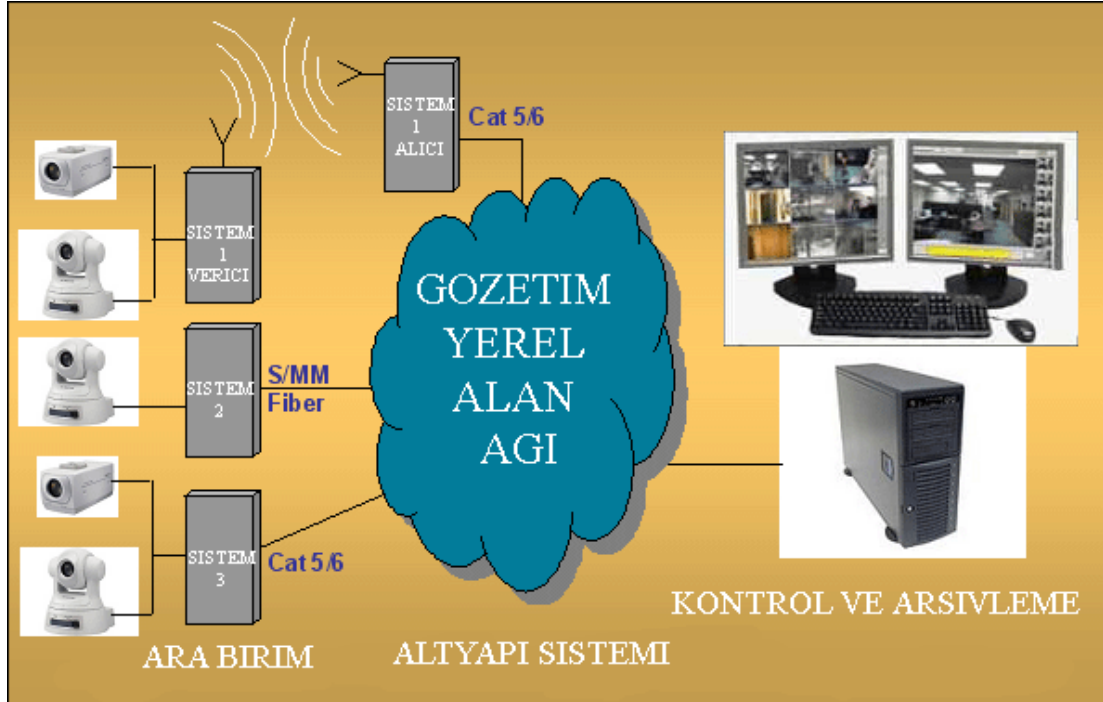 SISTEM
1
ALICI
Cat 5/6
SISTEM
1
VERICI
GOZETIM
YEREL
ALAN
AGI
SISTEM
2
S/MM
Fiber
SISTEM
3
Cat 5/6
KONTROL VE ARSIVLEME
ARA BIRIM
ALTYAPI SISTEMI